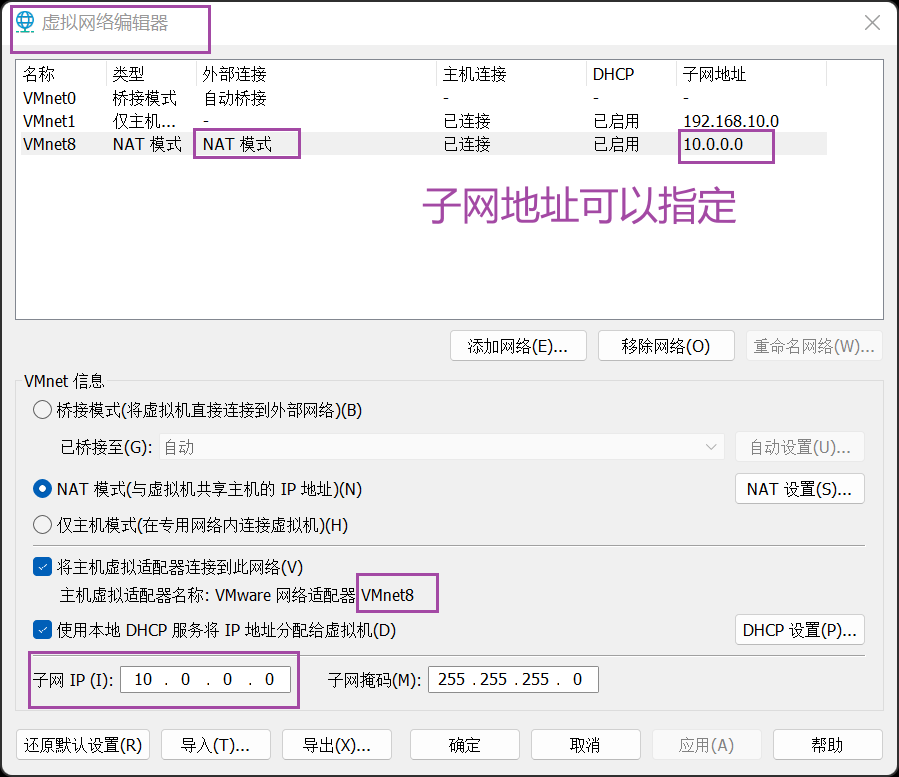 虚拟网络编辑器
名称 类型 外部连接 主机连接 DHCP 子网地址
VMnet0 桥接模式 自动桥接 - - -
VMnet1 仅主机... - 已连接 已启用 192.168.10.0
VMnet8 NAT 模式 NAT 模式 已连接 已启用 10.0.0.0
子网地址可以指定
添加网络(E)... 移除网络(O) 重命名网络(W)...
VMnet 信息
桥接模式(将虚拟机直接连接到外部网络)(B)
已桥接至(G): 自动 自动设置(U)...
NAT 模式(与虚拟机共享主机的 IP 地址)(N) NAT 设置(S)...
仅主机模式(在专用网络内连接虚拟机)(H)
将主机虚拟适配器连接到此网络(V)
主机虚拟适配器名称: VMware 网络适配器 VMnet8
使用本地 DHCP 服务将 IP 地址分配给虚拟机(D) DHCP 设置(P)...
子网 IP (I): 10 . 0 . 0 . 0 子网掩码(M): 255 . 255 . 255 . 0
还原默认设置(R) 导入(T)... 导出(X)... 确定 取消 应用(A) 帮助